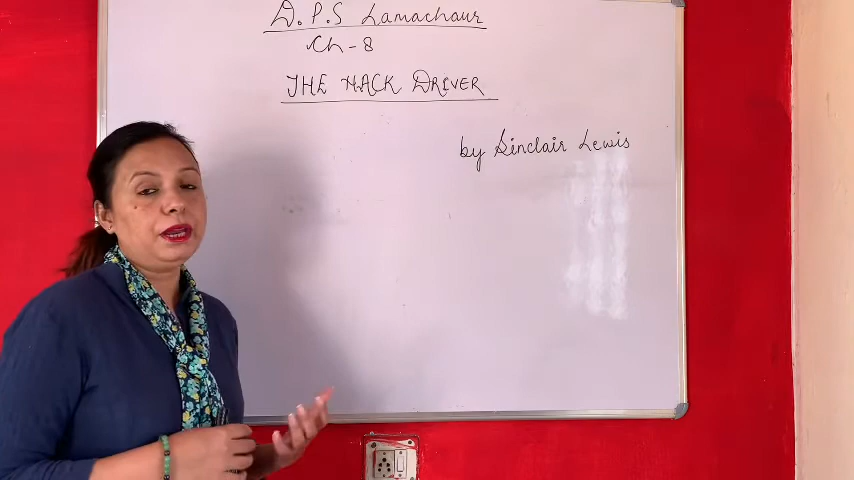 D.P.S Lamachaur
Ch-8
THE HACK DRIVER
by Sinclair Lewis